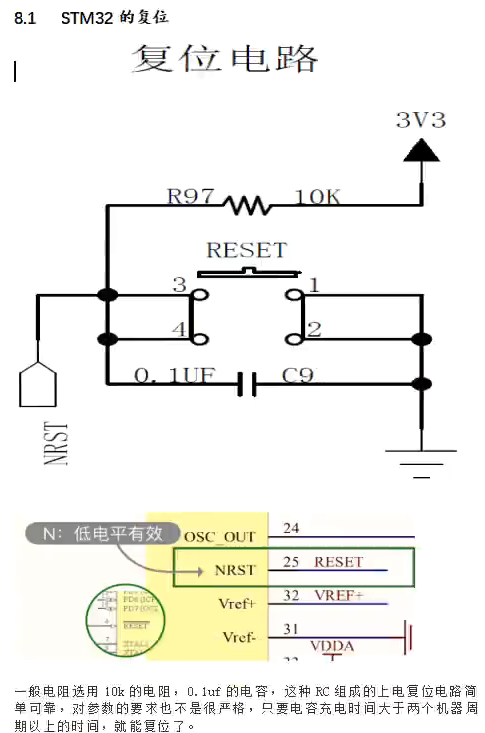 8.1 STM32 的复位
复位电路
3V3
R97 10K
RESET
3 1
4 2
0.1UF C9
NRST
N：低电平有效
OSC_OUT 24
NRST 25 RESET
Vref+ 32 VREF+
Vref- 31
VDDA
RESET
一般电阻选用 10k 的电阻，0.1uf 的电容，这种 RC 组成的上电复位电路简
单可靠，对参数的要求也不是很严格，只要电容充电时间大于两个机器周
期以上的时间，就能复位了。